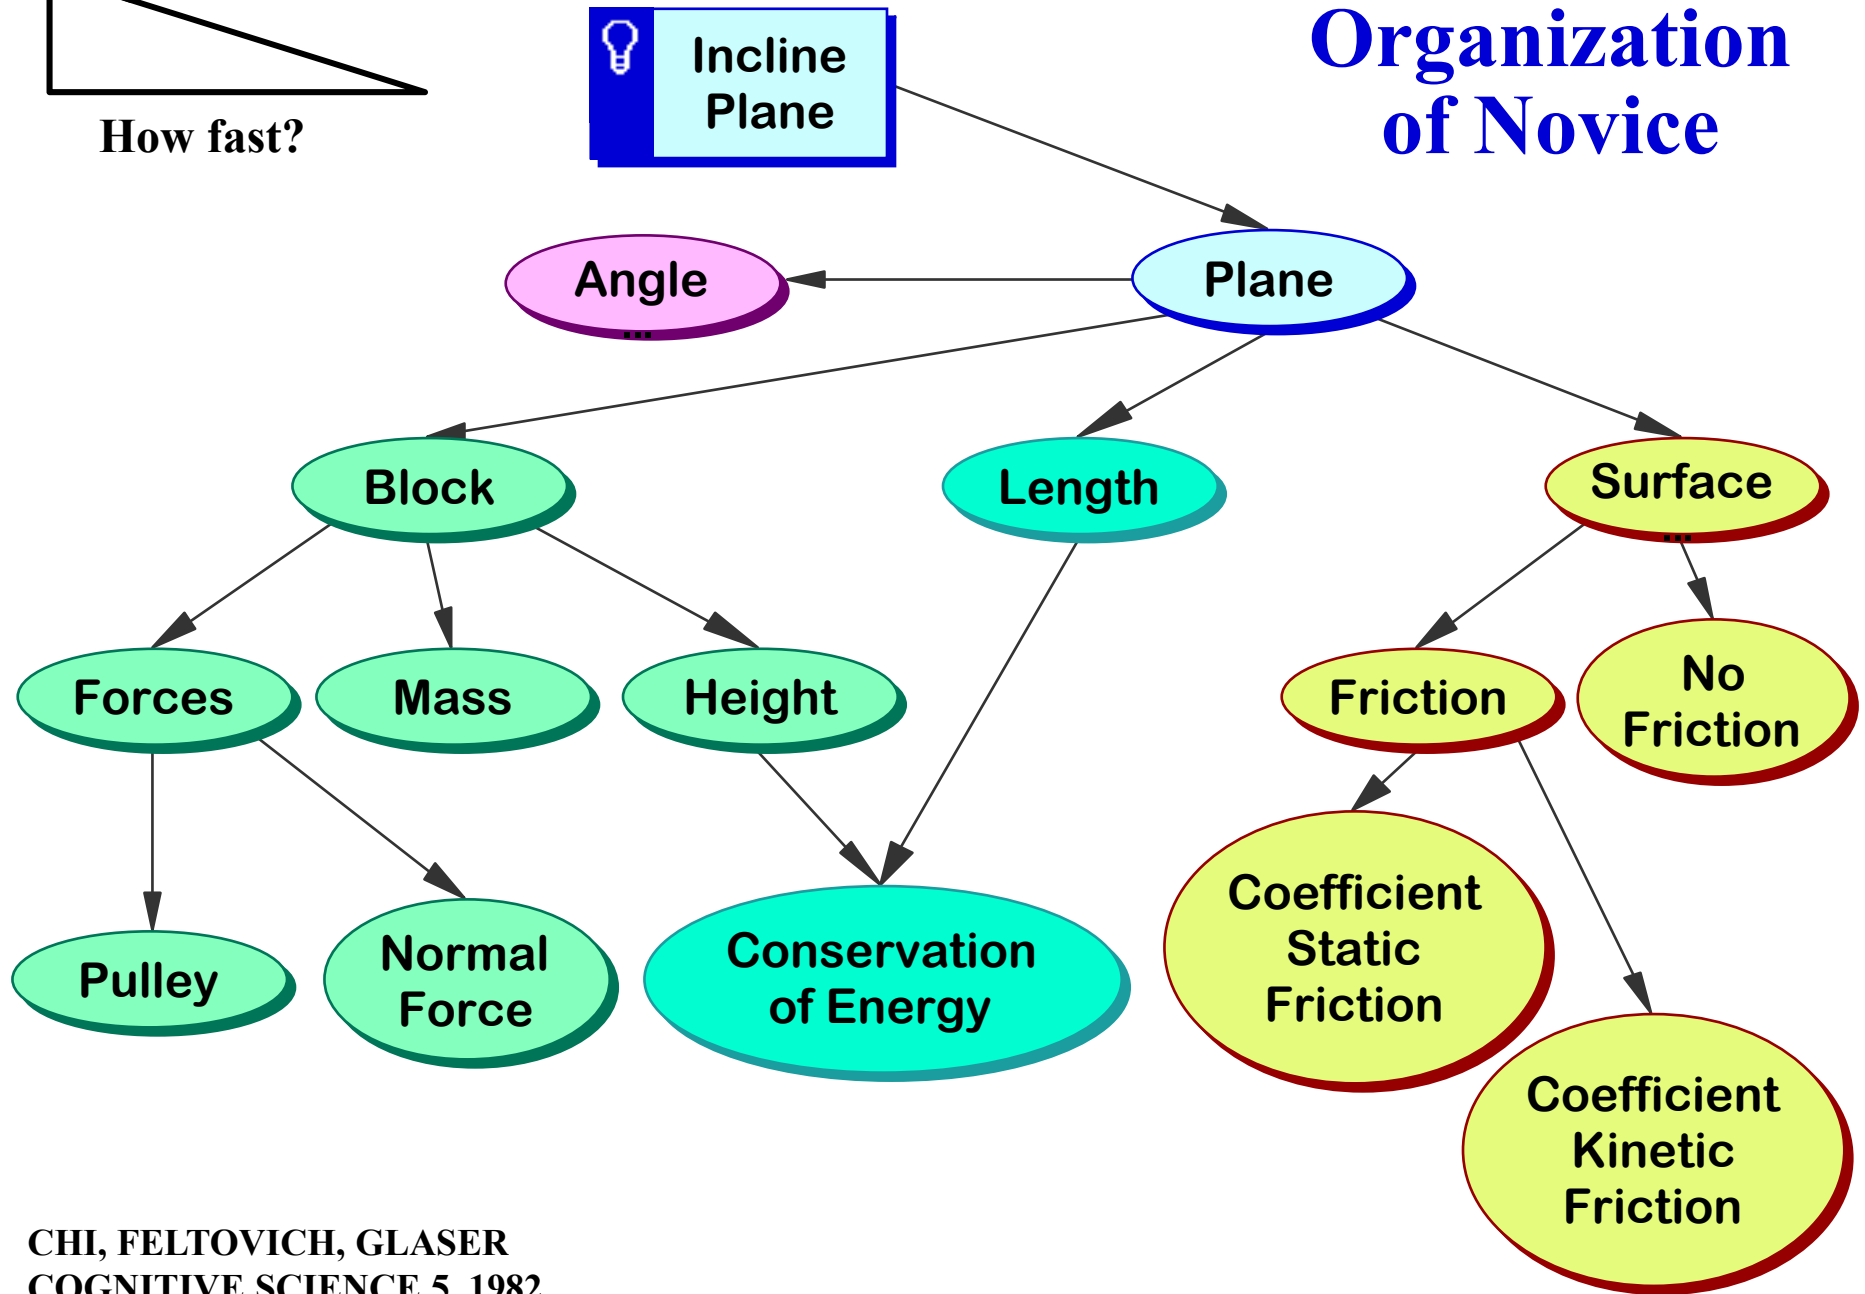 How fast?
Incline
Plane
Organization
of Novice
Angle
...
Plane
Block
Length
Surface
...
Forces
Mass
Height
Friction
No
Friction
Pulley
Normal
Force
Conservation
of Energy
Coefficient
Static
Friction
Coefficient
Kinetic
Friction
CHI, FELTOVICH, GLASER
COGNITIVE SCIENCE 5, 1982